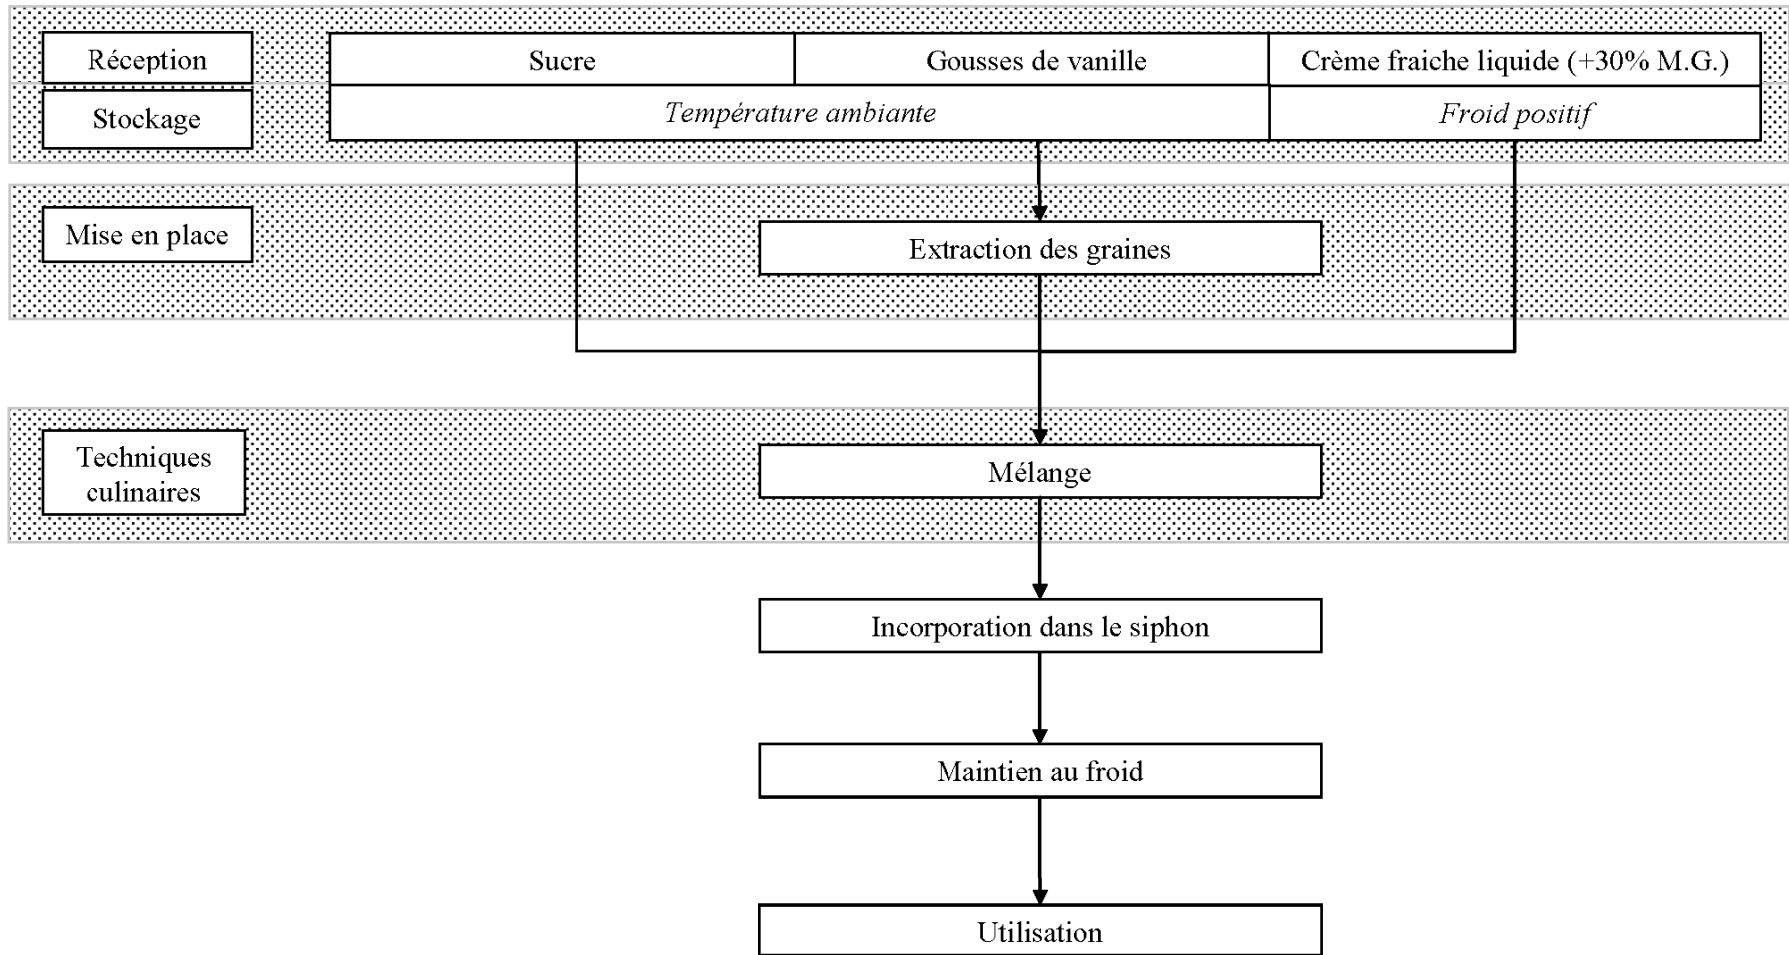 Réception
Sucre
Gousses de vanille
Crème fraiche liquide (+30% M.G.)
Stockage
Température ambiante
Froid positif
Mise en place
Extraction des graines
Techniques
culinaires
Mélange
Incorporation dans le siphon
Maintien au froid
Utilisation